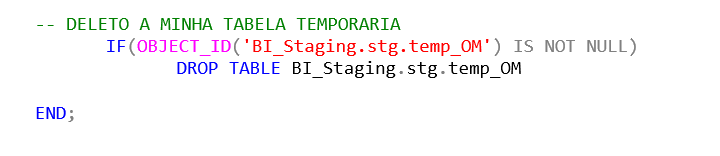 -- DELETO A MINHA TABELA TEMPORARIA
IF(OBJECT_ID('BI_Staging.stg.temp_OM') IS NOT NULL)
DROP TABLE BI_Staging.stg.temp_OM
END;